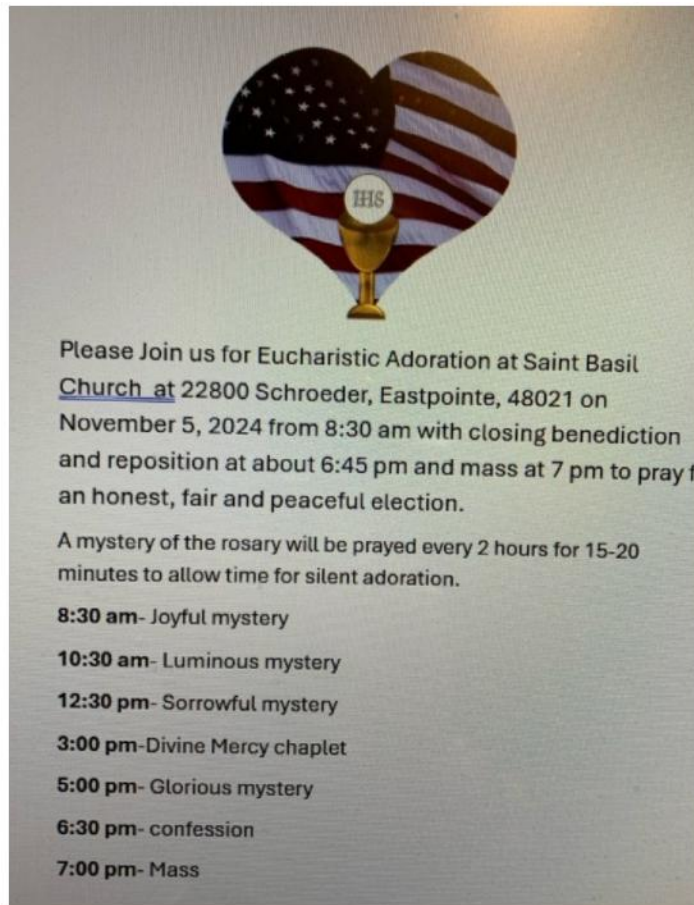 IHS
Please Join us for Eucharistic Adoration at Saint Basil
Church at 22800 Schroeder, Eastpointe, 48021 on
November 5, 2024 from 8:30 am with closing benediction
and reposition at about 6:45 pm and mass at 7 pm to pray
an honest, fair and peaceful election.
A mystery of the rosary will be prayed every 2 hours for 15-20
minutes to allow time for silent adoration.
8:30 am- Joyful mystery
10:30 am- Luminous mystery
12:30 pm- Sorrowful mystery
3:00 pm-Divine Mercy chaplet
5:00 pm- Glorious mystery
6:30 pm- confession
7:00 pm- Mass